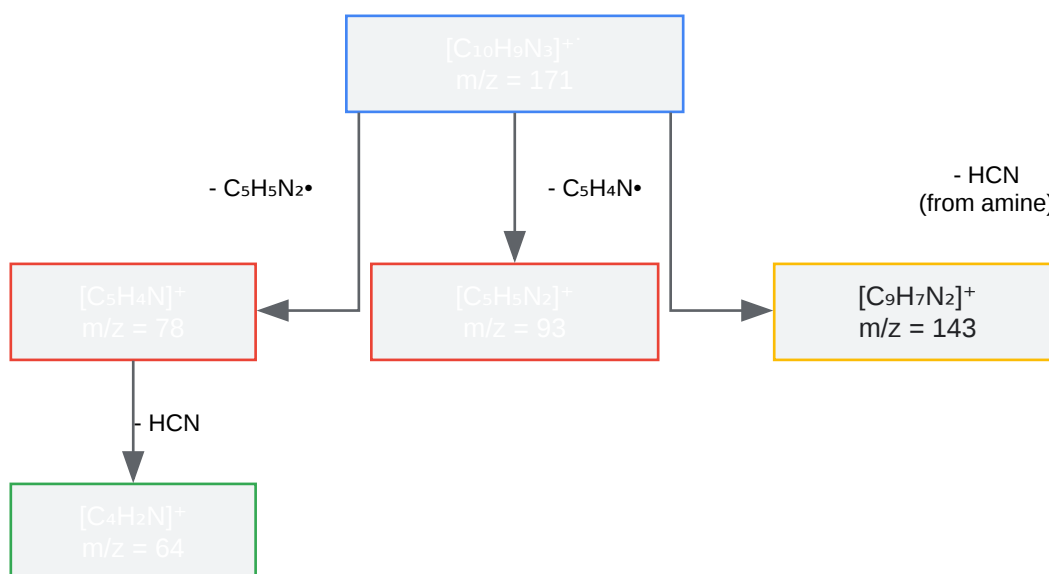 [C₁₀H₉N₃]⁺˙
m/z = 171
- C₅H₅N₂•
- C₅H₄N•
- HCN
(from amine)
[C₅H₄N]⁺
m/z = 78
[C₅H₅N₂]⁺
m/z = 93
[C₉H₇N₂]⁺
m/z = 143
- HCN
[C₄H₂N]⁺
m/z = 64